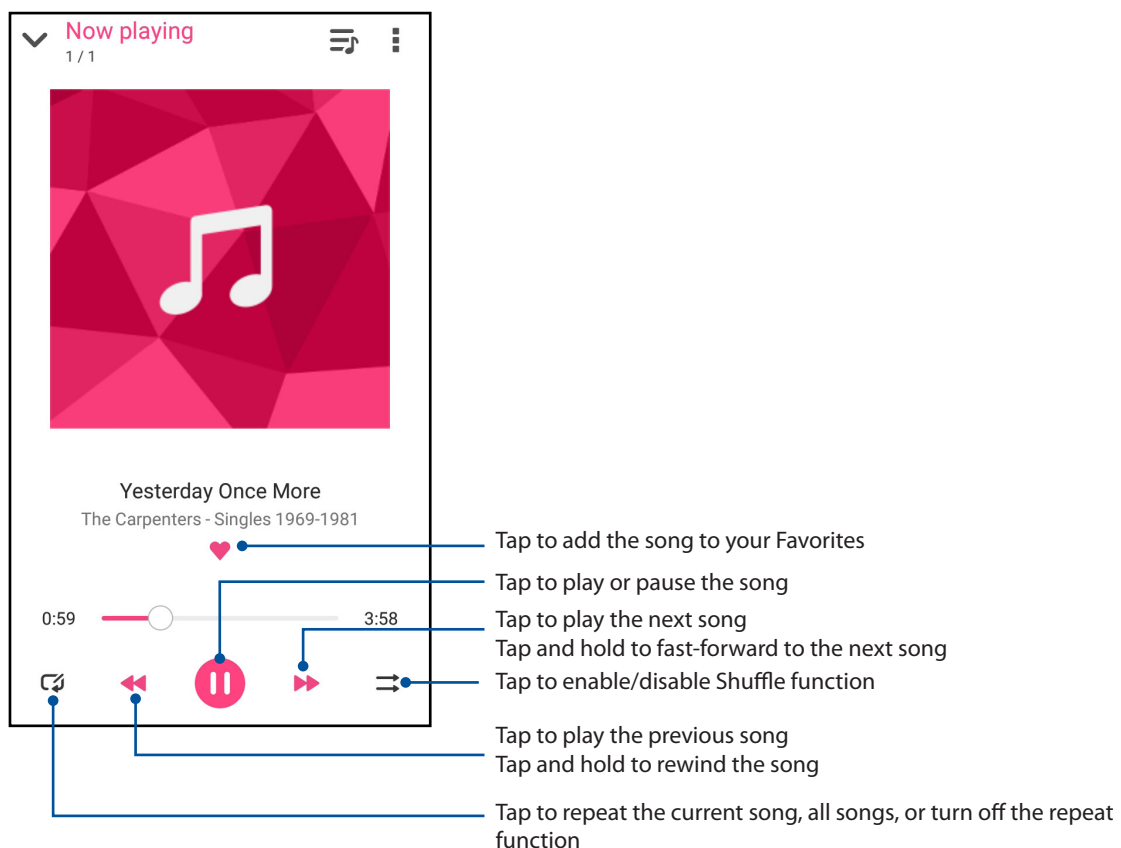 Now playing
1 / 1
Yesterday Once More
The Carpenters - Singles 1969-1981
Tap to add the song to your Favorites
Tap to play or pause the song
0:59
3:58
Tap to play the next song
Tap and hold to fast-forward to the next song
Tap to enable/disable Shuffle function
Tap to play the previous song
Tap and hold to rewind the song
Tap to repeat the current song, all songs, or turn off the repeat
function